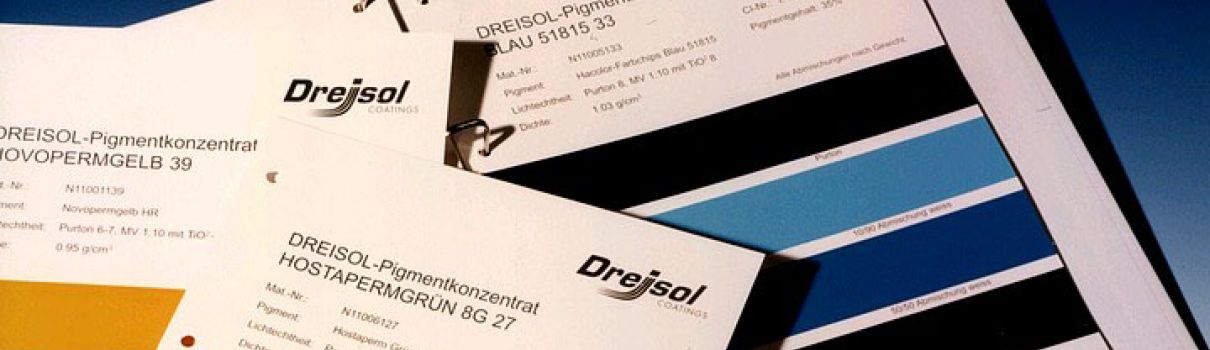 DREISOL-Pigmentkonzentrat
NOVOPERMGELB 39
N11001139
Novopermgelb HR
Purton 6-7, MV 1:10 mit TiO²-
0.95 g/cm³
Dreisol
COATINGS
DREISOL-Pigmentkonzentrat
HOSTAPERMGRÜN 8G 27
Mat.-Nr.: N11006127
Pigment: Hostaperm
Lichtechtheit:
Dreisol
COATINGS
BLAU 51815 33
Mat.-Nr.: N11005133
Pigment: Hacolor-Farbchips Blau 51815
Lichtechtheit: Purton 8, MV 1:10 mit TiO² 8
Dichte: 1.03 g/cm³
CI-Nr.
Pigmentgehalt: 35%
Alle Abmischungen nach Gewicht.
Purton
10/90 Abmischung weiss
50/50 Abmischung weiss